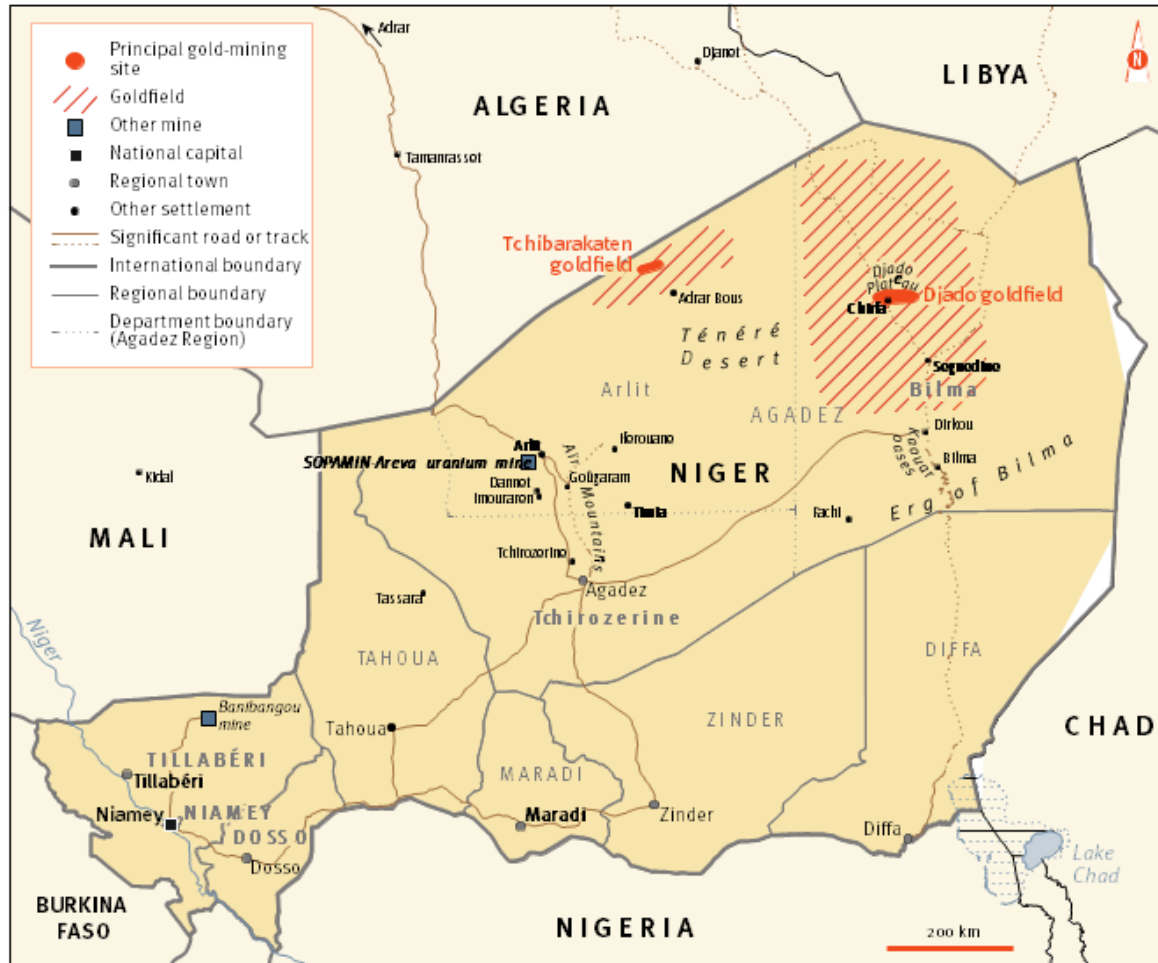 Principal gold-mining
site
Goldfield
Other mine
National capital
Regional town
Other settlement
Significant road or track
International boundary
Regional boundary
Department boundary
(Agadez Region)
Adrar
Djanet
LIBYA
N
ALGERIA
Tamanrasset
Tchibarakaten
goldfield
Adrar Bous
Djado
Plateau
Djado goldfield
Chirfa
Ténéré
Desert
Seguedine
Arlit
Bilma
AGADEZ
Dirkou
Kaouar
oases
Bilma
Erg of Bilma
Fachi
Arlit
SOPAMIN-Areva uranium mine
Iferouane
Aïr
Mountains
Gougaram
Dannet
Imouraren
Timia
NIGER
Kidal
MALI
Tchirozerine
Agadez
Tassara
Tchirozerine
TAHOUA
DIFFA
Niger
Banibangou
mine
Tahoua
ZINDER
CHAD
TILLABÉRI
Tillabéri
MARADI
Niamey
NIAMEY
DOSSO
Dosso
Maradi
Zinder
Diffa
Lake
Chad
BURKINA
FASO
NIGERIA
200 km